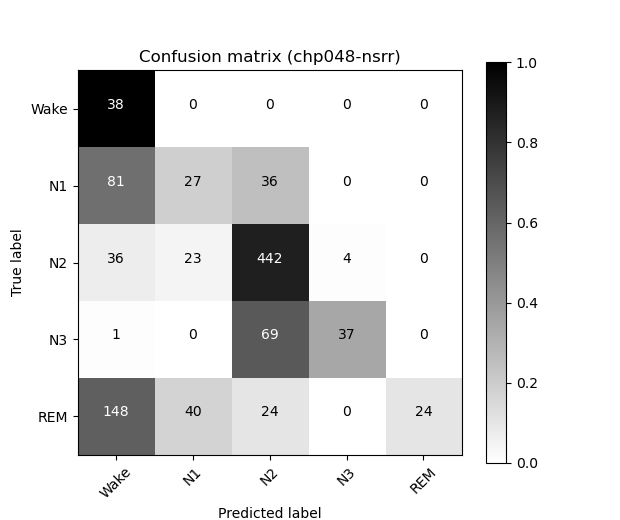 Confusion matrix (chp048-nsrr)
True label
Wake 38 0 0 0 0
N1 81 27 36 0 0
N2 36 23 442 4 0
N3 1 0 69 37 0
REM 148 40 24 0 24
Wake N1 N2 N3 REM
Predicted label
1.0
0.8
0.6
0.4
0.2
0.0